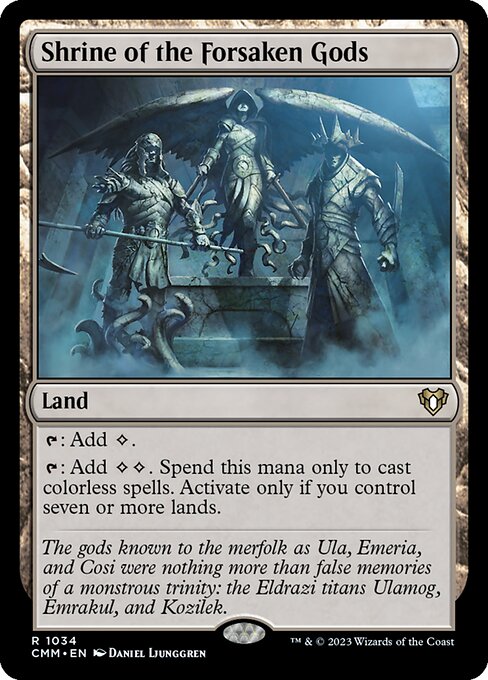 Shrine of the Forsaken Gods
Land
: Add .
: Add . Spend this mana only to cast
colorless spells. Activate only if you control
seven or more lands.
The gods known to the merfolk as Ula, Emeria,
and Cosi were nothing more than false memories
of a monstrous trinity: the Eldrazi titans Ulamog,
Emrakul, and Kozilek.
R 1034
CMM • EN Daniel Ljunggren
™ & © 2023 Wizards of the Coast